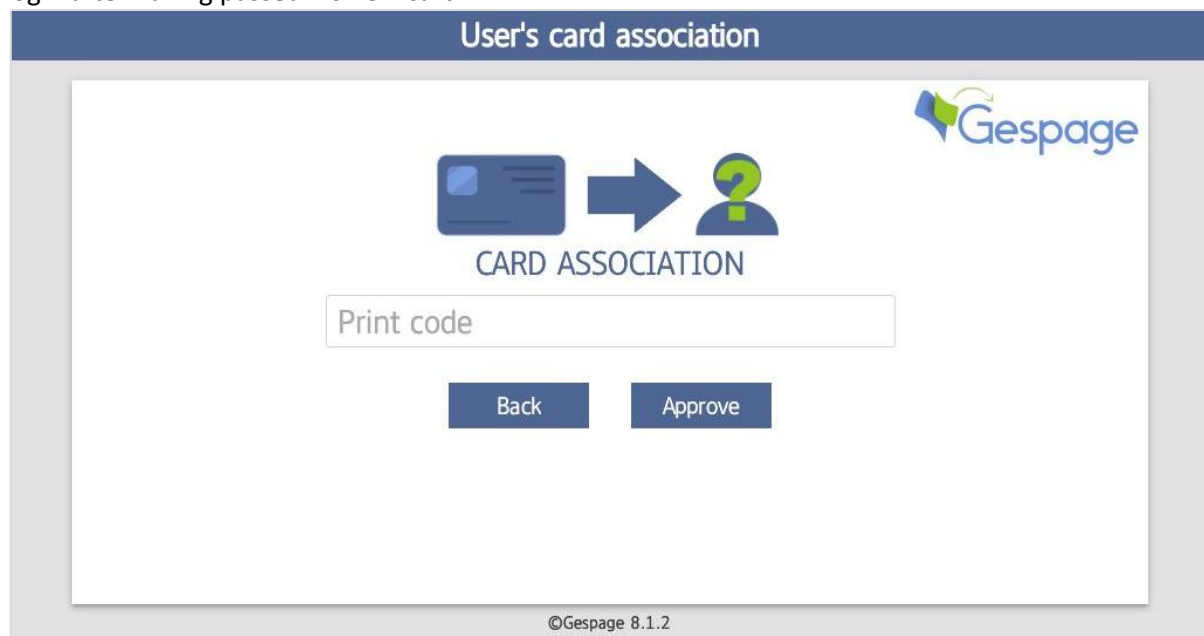 User's card association
Gespage
CARD ASSOCIATION
Print code
Back Approve
©Gespage 8.1.2